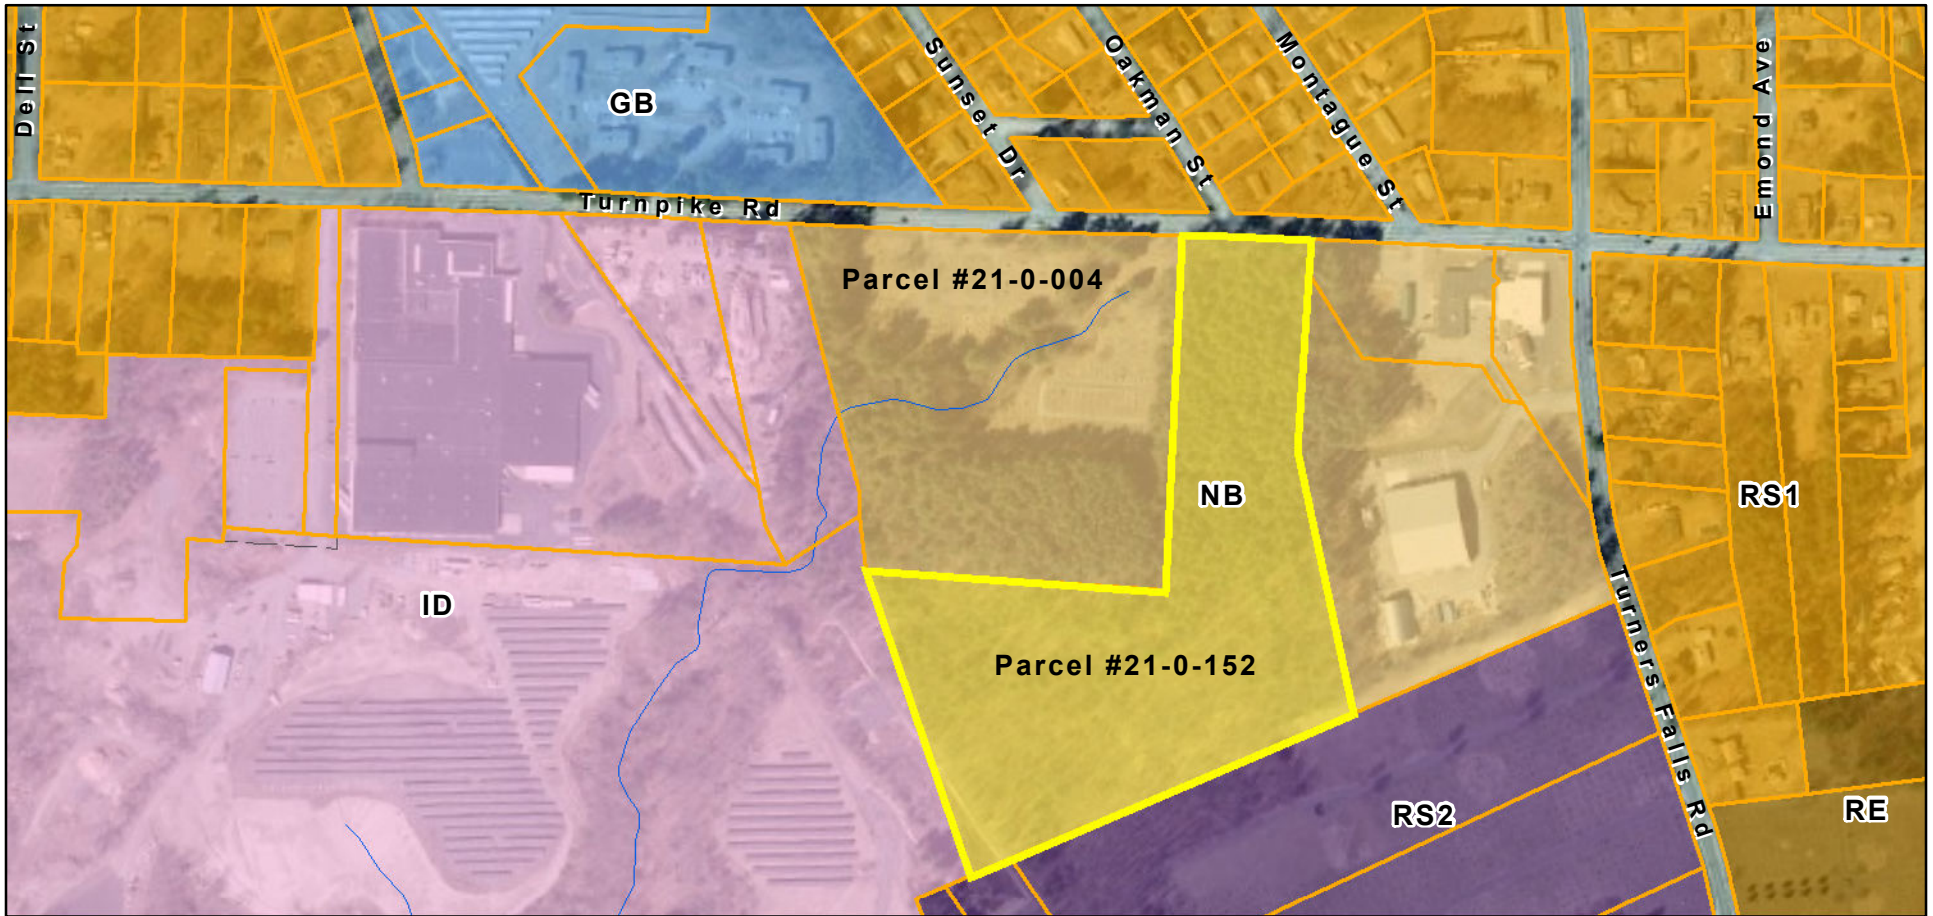 Dell St
Sunset Dr
Oakman St
Montague St
Emond Ave
GB
Turnpike Rd
Parcel #21-0-004
NB
RS1
ID
Parcel #21-0-152
Turners Falls Rd
RS2
RE